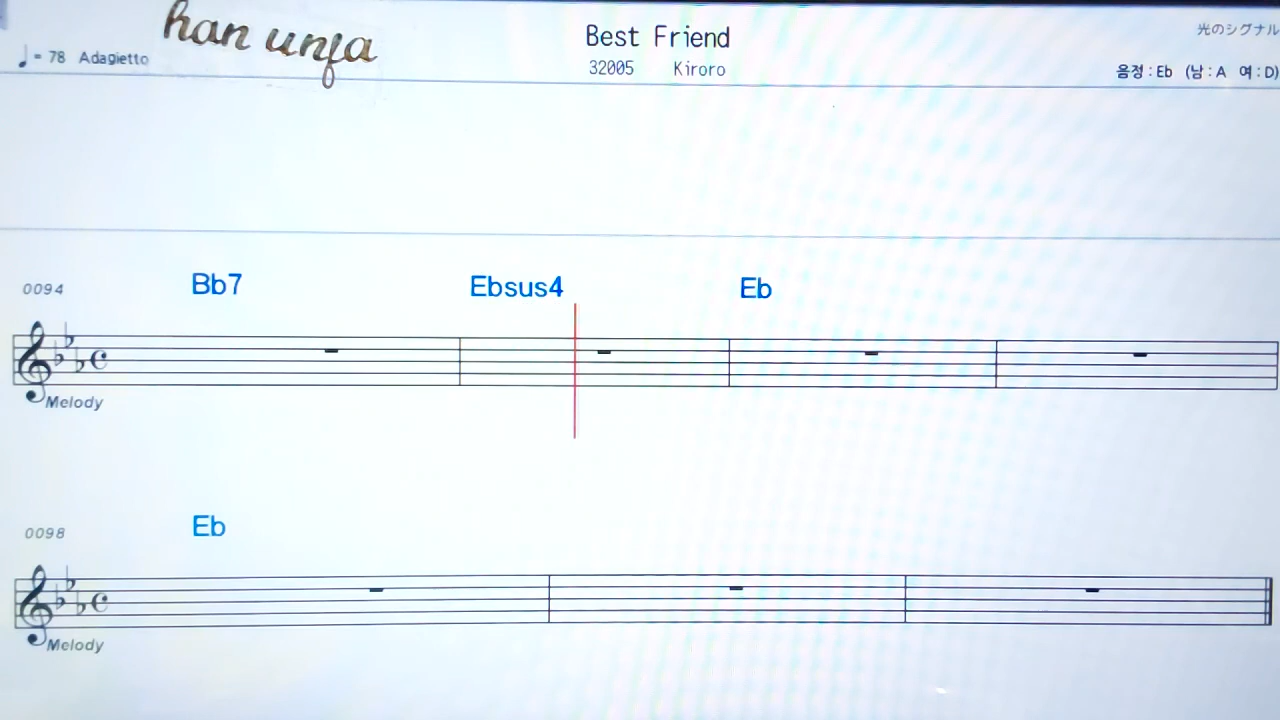 han unfa
Best Friend
光のシグナル
♩= 78 Adagietto
32005 Kiroro
음정:Eb (남:A 여:D)
0094 Bb7 Ebsus4 Eb
Melody
0098 Eb
Melody